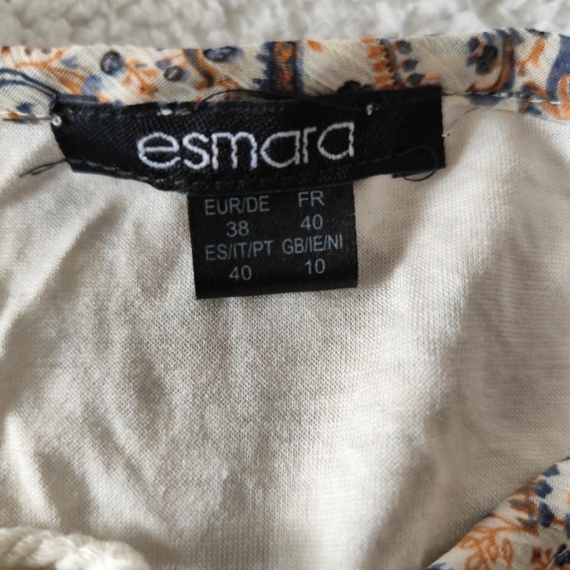 esmara
EUR/DE FR
38 40
ES/IT/PT GB/IE/NI
40 10